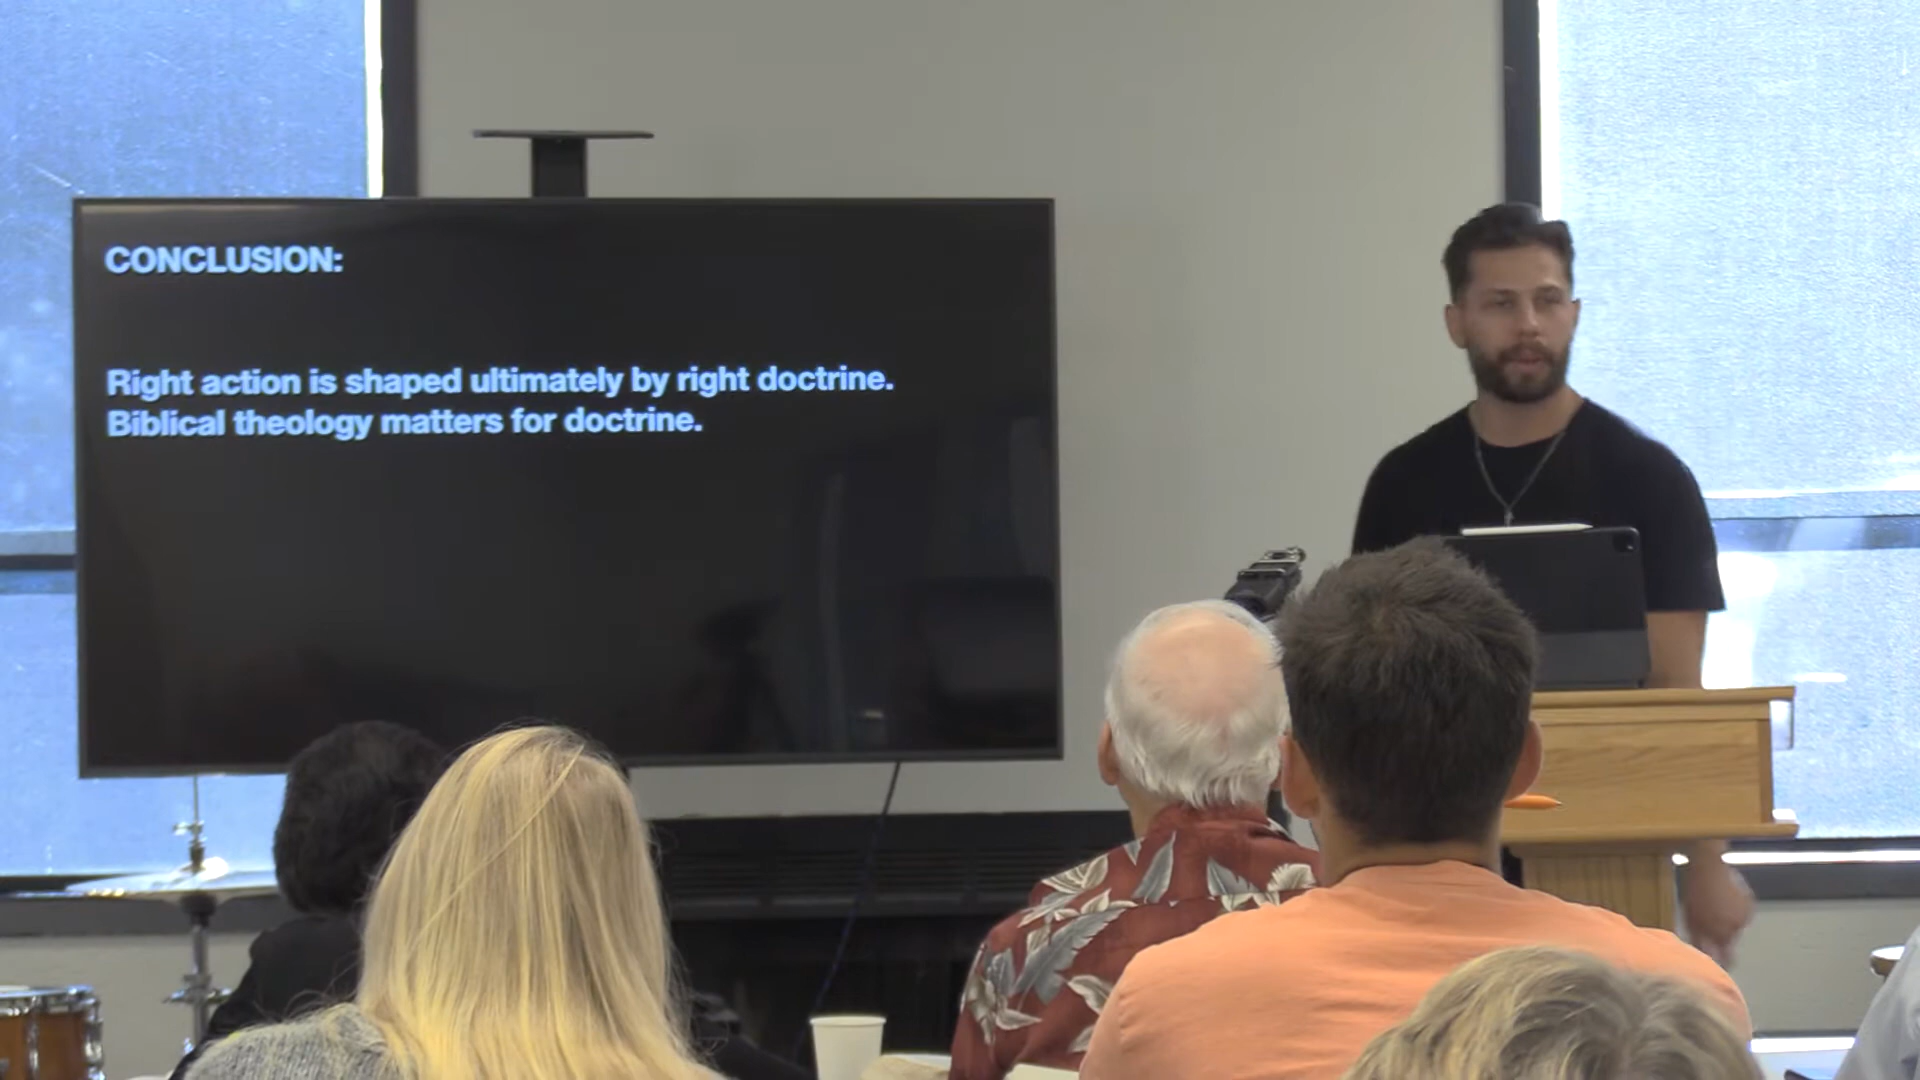 CONCLUSION:
Right action is shaped ultimately by right doctrine.
Biblical theology matters for doctrine.